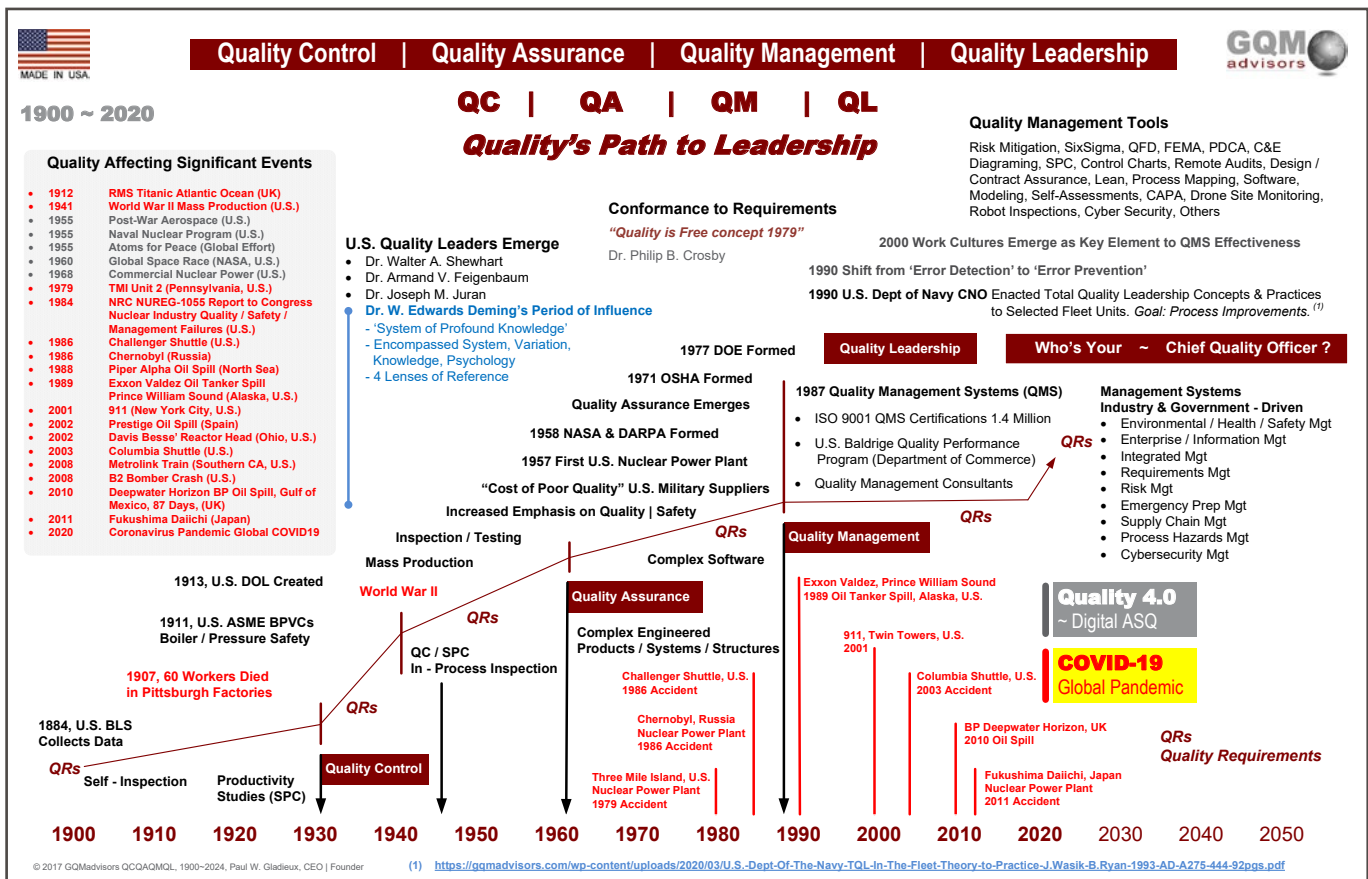 MADE IN USA.
Quality Control | Quality Assurance | Quality Management | Quality Leadership
GQM
advisors
1900 ~ 2020
QC | QA | QM | QL
Quality's Path to Leadership
Quality Affecting Significant Events
• 1912 RMS Titanic Atlantic Ocean (UK)
• 1941 World War II Mass Production (U.S.)
• 1955 Post-War Aerospace (U.S.)
• 1955 Naval Nuclear Program (U.S.)
• 1955 Atoms for Peace (Global Effort)
• 1960 Global Space Race (NASA, U.S.)
• 1968 Commercial Nuclear Power (U.S.)
• 1979 TMI Unit 2 (Pennsylvania, U.S.)
• 1984 NRC NUREG-1055 Report to Congress
Nuclear Industry Quality / Safety /
Management Failures (U.S.)
• 1986 Challenger Shuttle (U.S.)
• 1986 Chernobyl (Russia)
• 1988 Piper Alpha Oil Spill (North Sea)
• 1989 Exxon Valdez Oil Tanker Spill
Prince William Sound (Alaska, U.S.)
• 2001 911 (New York City, U.S.)
• 2002 Prestige Oil Spill (Spain)
• 2002 Davis Besse' Reactor Head (Ohio, U.S.)
• 2003 Columbia Shuttle (U.S.)
• 2008 Metrolink Train (Southern CA, U.S.)
• 2008 B2 Bomber Crash (U.S.)
• 2010 Deepwater Horizon BP Oil Spill, Gulf of
Mexico, 87 Days, (UK)
• 2011 Fukushima Daiichi (Japan)
• 2020 Coronavirus Pandemic Global COVID19
U.S. Quality Leaders Emerge
• Dr. Walter A. Shewhart
• Dr. Armand V. Feigenbaum
• Dr. Joseph M. Juran
Dr. W. Edwards Deming's Period of Influence
- 'System of Profound Knowledge'
- Encompassed System, Variation,
Knowledge, Psychology
- 4 Lenses of Reference
Conformance to Requirements
"Quality is Free concept 1979"
Dr. Philip B. Crosby
Quality Management Tools
Risk Mitigation, SixSigma, QFD, FEMA, PDCA, C&E
Diagraming, SPC, Control Charts, Remote Audits, Design /
Contract Assurance, Lean, Process Mapping, Software,
Modeling, Self-Assessments, CAPA, Drone Site Monitoring,
Robot Inspections, Cyber Security, Others
2000 Work Cultures Emerge as Key Element to QMS Effectiveness
1990 Shift from 'Error Detection' to 'Error Prevention'
1990 U.S. Dept of Navy CNO Enacted Total Quality Leadership Concepts & Practices
to Selected Fleet Units. Goal: Process Improvements. (1)
1977 DOE Formed
1971 OSHA Formed
Quality Assurance Emerges
1958 NASA & DARPA Formed
1957 First U.S. Nuclear Power Plant
"Cost of Poor Quality" U.S. Military Suppliers
Increased Emphasis on Quality | Safety
Inspection / Testing
Mass Production
Complex Software
Quality Leadership
Who's Your ~ Chief Quality Officer ?
1987 Quality Management Systems (QMS)
• ISO 9001 QMS Certifications 1.4 Million
• U.S. Baldrige Quality Performance
Program (Department of Commerce)
• Quality Management Consultants
QRs
Management Systems
Industry & Government - Driven
• Environmental / Health / Safety Mgt
• Enterprise / Information Mgt
• Integrated Mgt
• Requirements Mgt
• Risk Mgt
• Emergency Prep Mgt
• Supply Chain Mgt
• Process Hazards Mgt
• Cybersecurity Mgt
QRs
QRs
Quality Management
1913, U.S. DOL Created
World War II
1911, U.S. ASME BPVCs
Boiler / Pressure Safety
QRs
Quality Assurance
QC / SPC
In - Process Inspection
Complex Engineered
Products / Systems / Structures
1907, 60 Workers Died
in Pittsburgh Factories
QRs
1884, U.S. BLS
Collects Data
QRs
Self - Inspection
Productivity
Studies (SPC)
Quality Control
Exxon Valdez, Prince William Sound
1989 Oil Tanker Spill, Alaska, U.S.
911, Twin Towers, U.S.
2001
Challenger Shuttle, U.S.
1986 Accident
Columbia Shuttle, U.S.
2003 Accident
Chernobyl, Russia
Nuclear Power Plant
1986 Accident
BP Deepwater Horizon, UK
2010 Oil Spill
Three Mile Island, U.S.
Nuclear Power Plant
1979 Accident
Fukushima Daiichi, Japan
Nuclear Power Plant
2011 Accident
Quality 4.0
~ Digital ASQ
COVID-19
Global Pandemic
QRs
Quality Requirements
1900 1910 1920 1930 1940 1950 1960 1970 1980 1990 2000 2010 2020 2030 2040 2050
© 2017 GQMadvisors QCQAQMQL, 1900~2024, Paul W. Gladieux, CEO | Founder
(1) https://gqmadvisors.com/wp-content/uploads/2020/03/U.S.-Dept-Of-The-Navy-TQL-In-The-Fleet-Theory-to-Practice-J.Wasik-B.Ryan-1993-AD-A275-444-92pgs.pdf